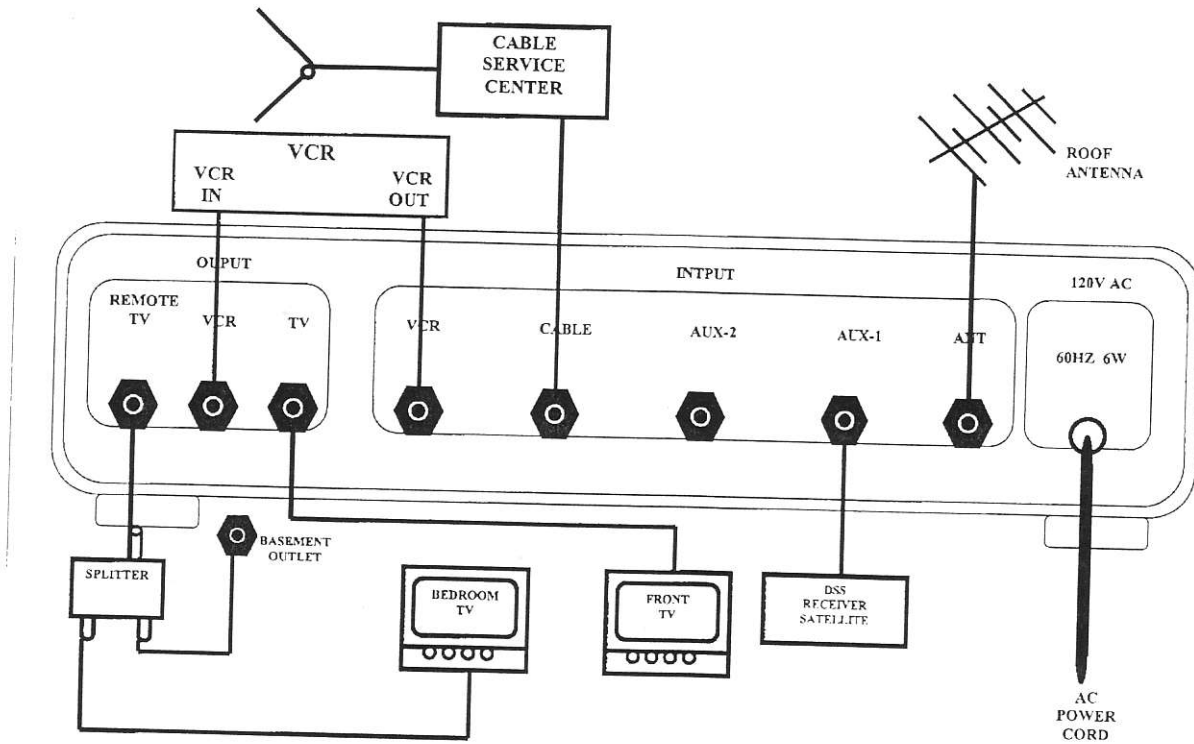 CABLE
SERVICE
CENTER
VCR
VCR
IN
VCR
OUT
ROOF
ANTENNA
OUPUT
INTPUT
120V AC
REMOTE
TV
VCR
TV
VCR
CABLE
AUX-2
AUX-1
ANT
60HZ 6W
BASEMENT
OUTLET
SPLITTER
BEDROOM
TV
FRONT
TV
DSS
RECEIVER
SATELLITE
AC
POWER
CORD